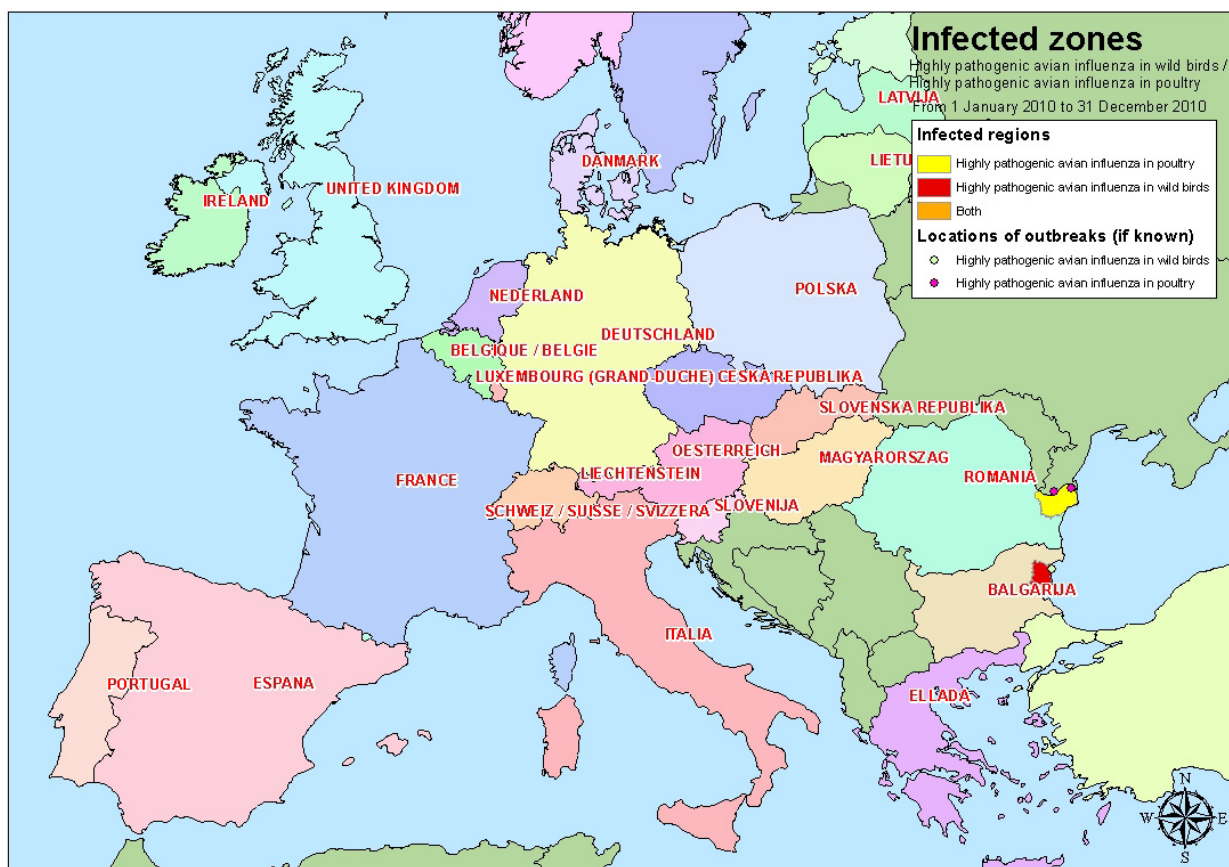 Infected zones
Highly pathogenic avian influenza in wild birds /
Highly pathogenic avian influenza in poultry
From 1 January 2010 to 31 December 2010
Infected regions
Highly pathogenic avian influenza in poultry
Highly pathogenic avian influenza in wild birds
Both
Locations of outbreaks (if known)
Highly pathogenic avian influenza in wild birds
Highly pathogenic avian influenza in poultry
LATVIJA
LIETU
DANMARK
UNITED KINGDOM
IRELAND
NEDERLAND
POLSKA
DEUTSCHLAND
BELGIQUE / BELGIE
LUXEMBOURG (GRAND-DUCHE)
CESKA REPUBLIKA
SLOVENSKA REPUBLIKA
OESTERREICH
MAGYARORSZAG
FRANCE
LIECHTENSTEIN
ROMANIA
SCHWEIZ / SUISSE / SVIZZERA
SLOVENIJA
BALGARIJA
ITALIA
PORTUGAL
ESPANA
ELLADA
N
W
E
S